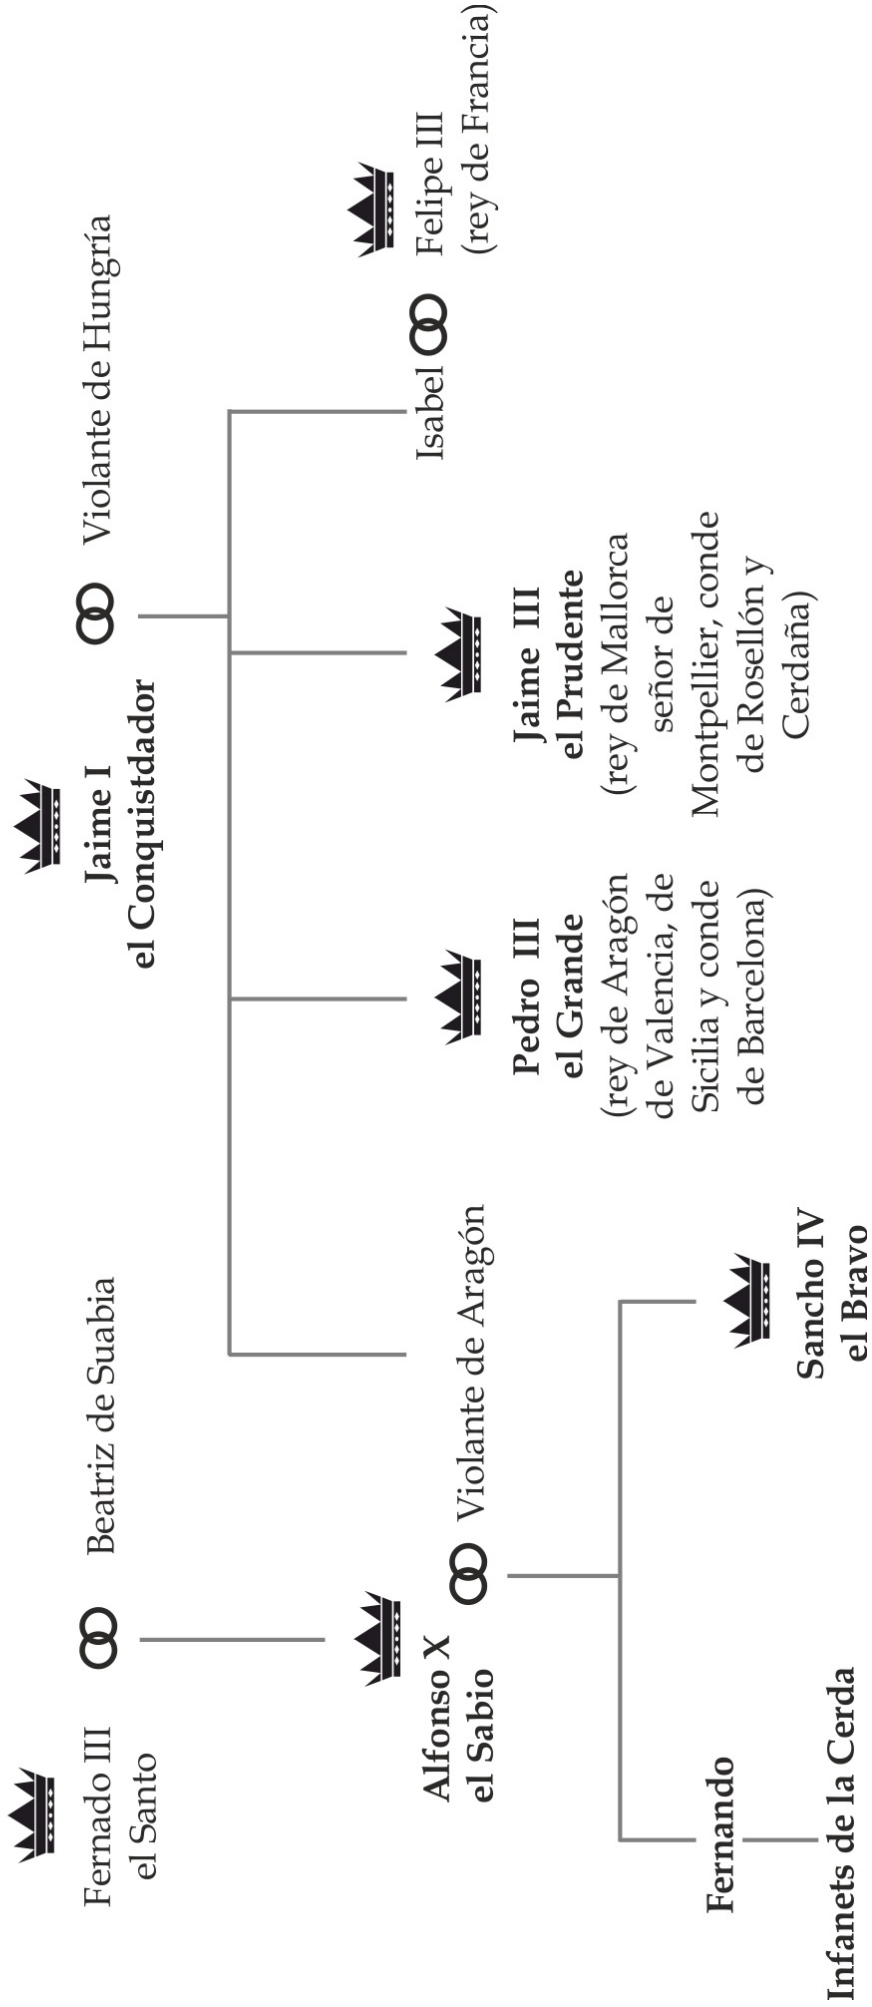 Fernado III
el Santo
Beatriz de Suabia
Jaime I
el Conquistdador
Violante de Hungría
Alfonso X
el Sabio
Violante de Aragón
Pedro III
el Grande
(rey de Aragón
de Valencia, de
Sicilia y conde
de Barcelona)
Jaime III
el Prudente
(rey de Mallorca
señor de
Montpellier, conde
de Rosellón y
Cerdaña)
Isabel
Felipe III
(rey de Francia)
Fernando
Infanets de la Cerda
Sancho IV
el Bravo